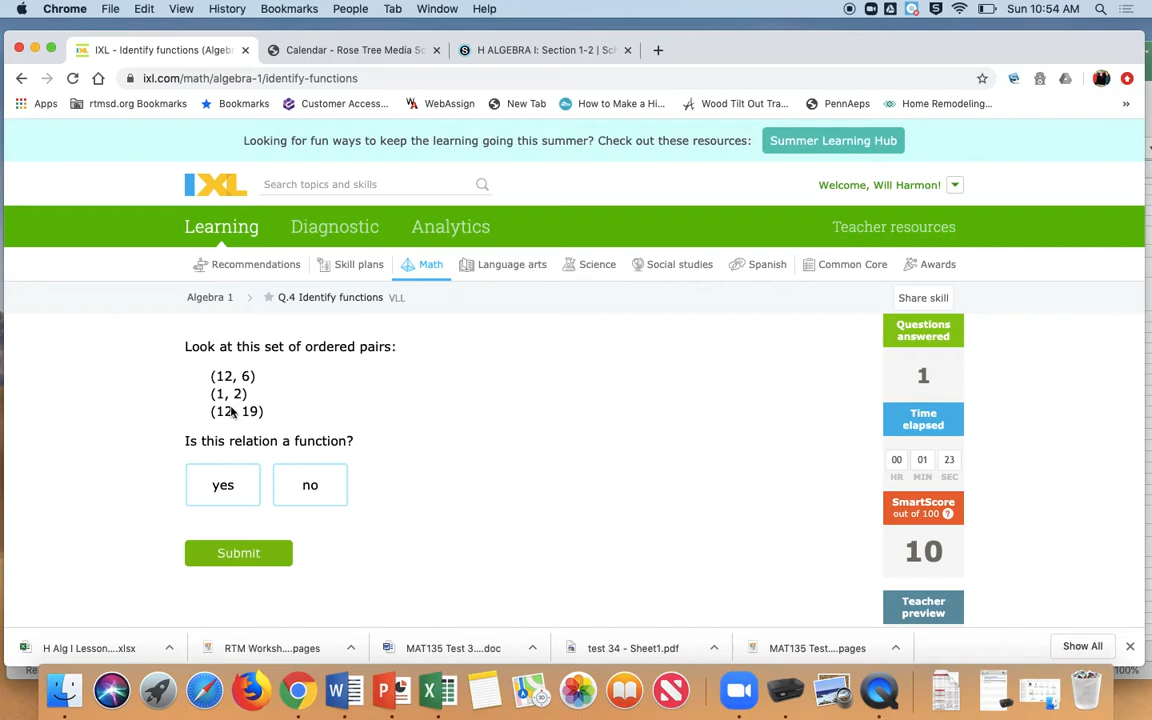 Chrome File Edit View History Bookmarks People Tab Window Help Sun 10:54 AM
IXL - Identify functions (Algebra
Calendar - Rose Tree Media Sc
H ALGEBRA I: Section 1-2 | Sch
ixl.com/math/algebra-1/identify-functions
Apps rtmsd.org Bookmarks Bookmarks Customer Access... WebAssign New Tab How to Make a Hi... Wood Tilt Out Tra... PennAeps Home Remodeling... »
Looking for fun ways to keep the learning going this summer? Check out these resources: Summer Learning Hub
IXL Search topics and skills Welcome, Will Harmon!
Learning Diagnostic Analytics Teacher resources
Recommendations Skill plans Math Language arts Science Social studies Spanish Common Core Awards
Algebra 1 > Q.4 Identify functions VLL Share skill
Look at this set of ordered pairs:
(12, 6)
(1, 2)
(12, 19)
Is this relation a function?
yes no
Submit
Questions answered
1
Time elapsed
00 01 23
HR MIN SEC
SmartScore
out of 100 ?
10
Teacher preview
H Alg I Lesson....xlsx RTM Worksh....pages MAT135 Test 3....doc test 34 - Sheet1.pdf MAT135 Test....pages Show All
100%